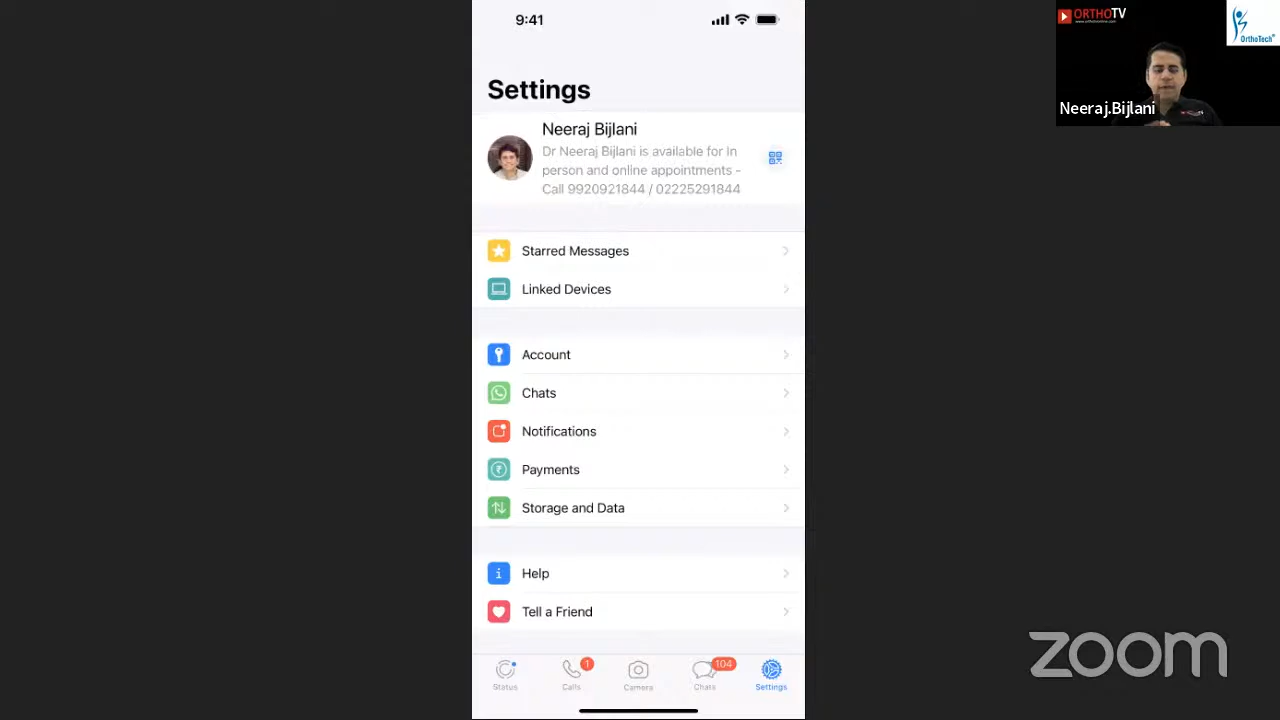 9:41
ORTHOTV
OrthoTech
Neeraj.Bijlani
Settings
Neeraj Bijlani
Dr Neeraj Bijlani is available for In
person and online appointments -
Call 9920921844 / 02225291844
Starred Messages
Linked Devices
Account
Chats
Notifications
Payments
Storage and Data
Help
Tell a Friend
1
104
Status
Calls
Camera
Chats
Settings
zoom